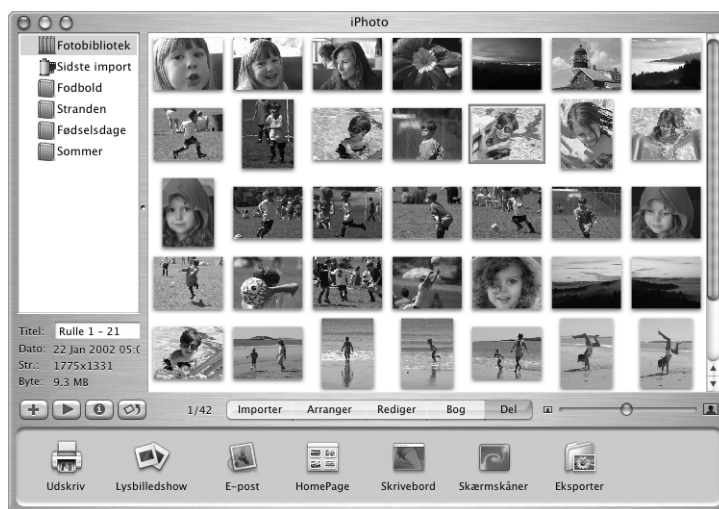 iPhoto
Fotobibliotek
Sidste import
Fodbold
Stranden
Fødselsdage
Sommer
Titel: Rulle 1 – 21
Dato: 22 Jan 2002 05:0
Str.: 1775x1331
Byte: 9.3 MB
1/42 Importer Arranger Rediger Bog Del
Udskriv Lysbilledshow E-post HomePage Skrivebord Skærmskåner Eksporter